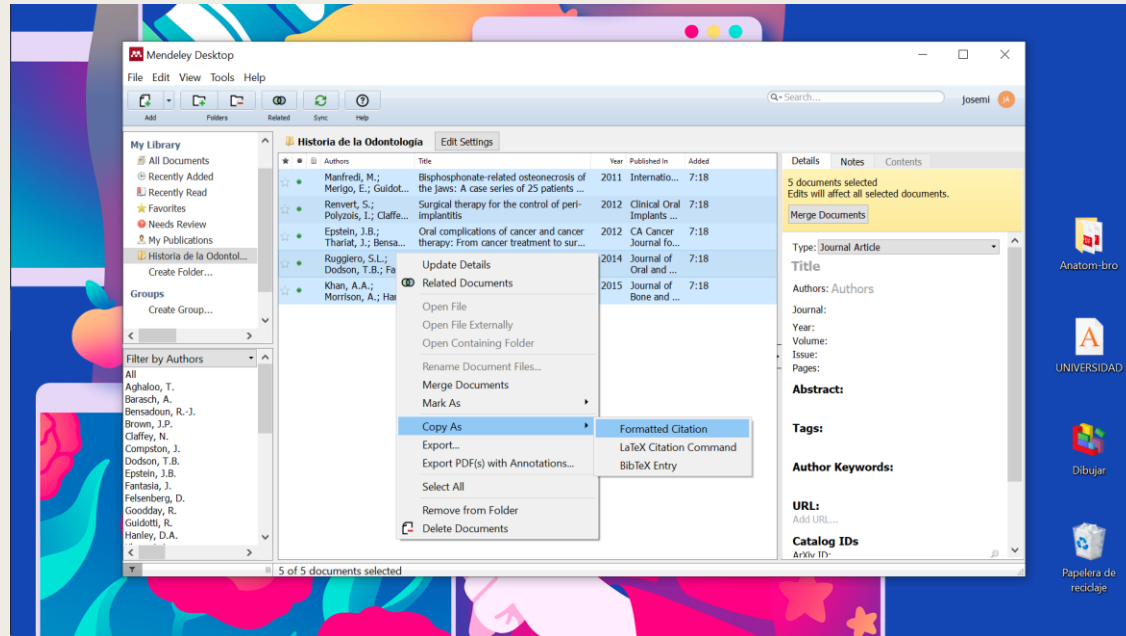 Mendeley Desktop
File Edit View Tools Help
Add Folders Related Sync Help
Search...
josemi
JA
My Library
All Documents
Recently Added
Recently Read
Favorites
Needs Review
My Publications
Historia de la Odontol...
Create Folder...
Groups
Create Group...
Filter by Authors
All
Aghaloo, T.
Barasch, A.
Bensadoun, R.-J.
Brown, J.P.
Claffey, N.
Compston, J.
Dodson, T.B.
Epstein, J.B.
Fantasia, J.
Felsenberg, D.
Goodday, R.
Guidotti, R.
Hanley, D.A.
Historia de la Odontología Edit Settings
Authors Title Year Published In Added
Manfredi, M.; Bisphosphonate-related osteonecrosis of 2011 Internatio... 7:18
Merigo, E.; Guidot... the jaws: A case series of 25 patients ...
Renvert, S.; Surgical therapy for the control of peri- 2012 Clinical Oral 7:18
Polyzois, I.; Claffe... implantitis Implants ...
Epstein, J.B.; Oral complications of cancer and cancer 2012 CA Cancer 7:18
Thariat, J.; Bensa... therapy: From cancer treatment to sur... Journal fo...
Ruggiero, S.L.; 2014 Journal of 7:18
Dodson, T.B.; Fa Oral and ...
Khan, A.A.; 2015 Journal of 7:18
Morrison, A.; Har Bone and ...
Update Details
Related Documents
Open File
Open File Externally
Open Containing Folder
Rename Document Files...
Merge Documents
Mark As
Copy As
Export...
Export PDF(s) with Annotations...
Select All
Remove from Folder
Delete Documents
Formatted Citation
LaTeX Citation Command
BibTeX Entry
5 of 5 documents selected
Details Notes Contents
5 documents selected
Edits will affect all selected documents.
Merge Documents
Type: Journal Article
Title
Authors: Authors
Journal:
Year:
Volume:
Issue:
Pages:
Abstract:
Tags:
Author Keywords:
URL:
Add URL...
Catalog IDs
ArXiv ID:
Anatom-bro
A
UNIVERSIDAD
Dibujar
Papelera de
reciclaje